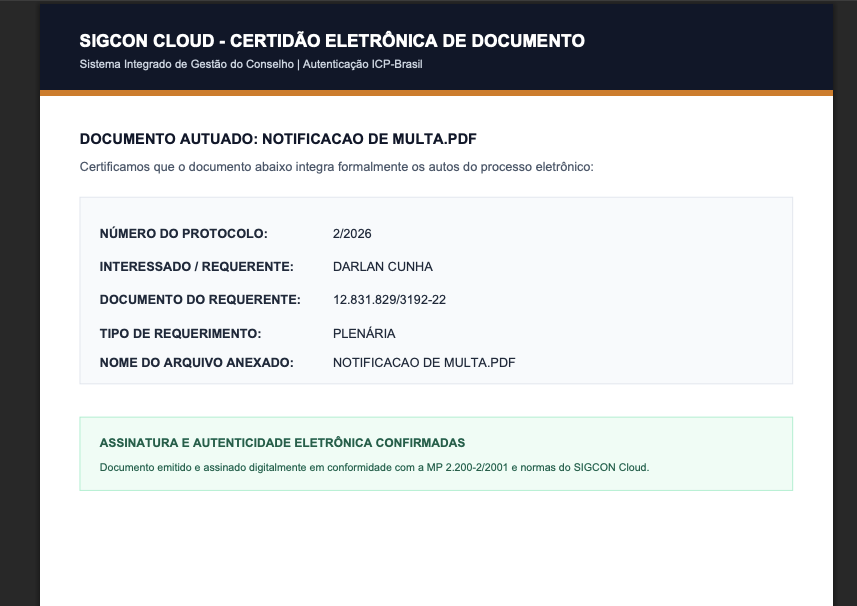 SIGCON CLOUD - CERTIDÃO ELETRÔNICA DE DOCUMENTO
Sistema Integrado de Gestão do Conselho | Autenticação ICP-Brasil
DOCUMENTO AUTUADO: NOTIFICACAO DE MULTA.PDF
Certificamos que o documento abaixo integra formalmente os autos do processo eletrônico:
NÚMERO DO PROTOCOLO: 2/2026
INTERESSADO / REQUERENTE: DARLAN CUNHA
DOCUMENTO DO REQUERENTE: 12.831.829/3192-22
TIPO DE REQUERIMENTO: PLENÁRIA
NOME DO ARQUIVO ANEXADO: NOTIFICACAO DE MULTA.PDF
ASSINATURA E AUTENTICIDADE ELETRÔNICA CONFIRMADAS
Documento emitido e assinado digitalmente em conformidade com a MP 2.200-2/2001 e normas do SIGCON Cloud.